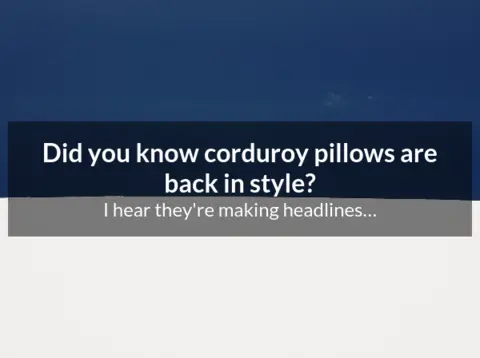 Did you know corduroy pillows are
back in style?
I hear they're making headlines...